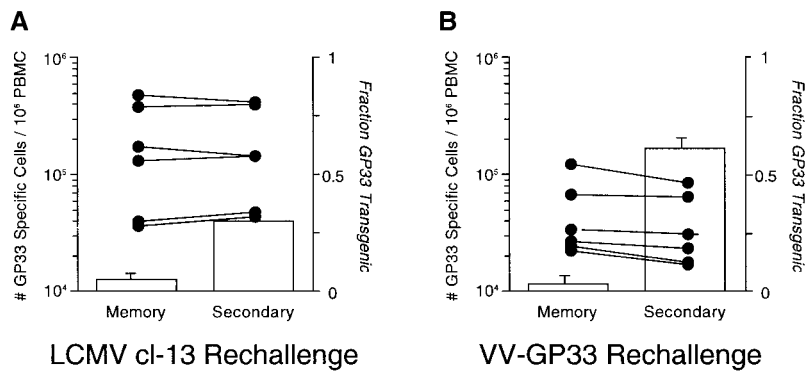 A
# GP33 Specific Cells / 10⁶ PBMC
10⁶
10⁵
10⁴
1
0.5
0
Fraction GP33 Transgenic
Memory
Secondary
LCMV cl-13 Rechallenge
B
# GP33 Specific Cells / 10⁶ PBMC
10⁶
10⁵
10⁴
1
0.5
0
Fraction GP33 Transgenic
Memory
Secondary
VV-GP33 Rechallenge